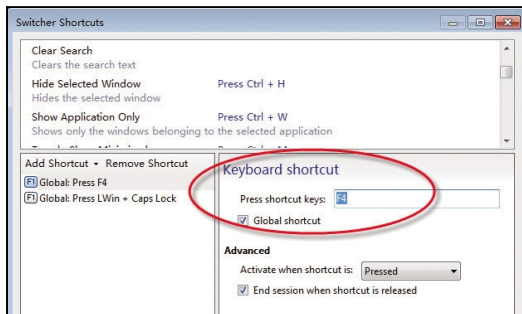 Switcher Shortcuts
Clear Search
Clears the search text
Hide Selected Window Press Ctrl + H
Hides the selected window
Show Application Only Press Ctrl + W
Shows only the windows belonging to the selected application
Add Shortcut Remove Shortcut
F1 Global: Press F4
F1 Global: Press LWin + Caps Lock
Keyboard shortcut
Press shortcut keys: F4
Global shortcut
Advanced
Activate when shortcut is: Pressed
End session when shortcut is released